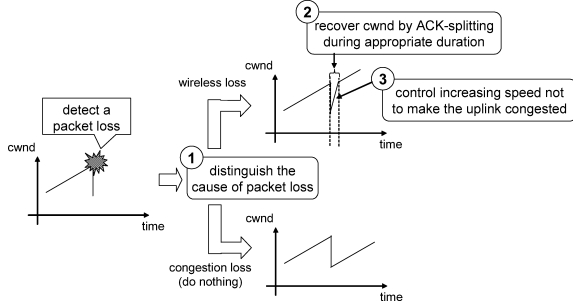 2
recover cwnd by ACK-splitting
during appropriate duration
cwnd
wireless loss
3
control increasing speed not
to make the uplink congested
time
detect a
packet loss
cwnd
time
1
distinguish the
cause of packet loss
cwnd
congestion loss
(do nothing)
time